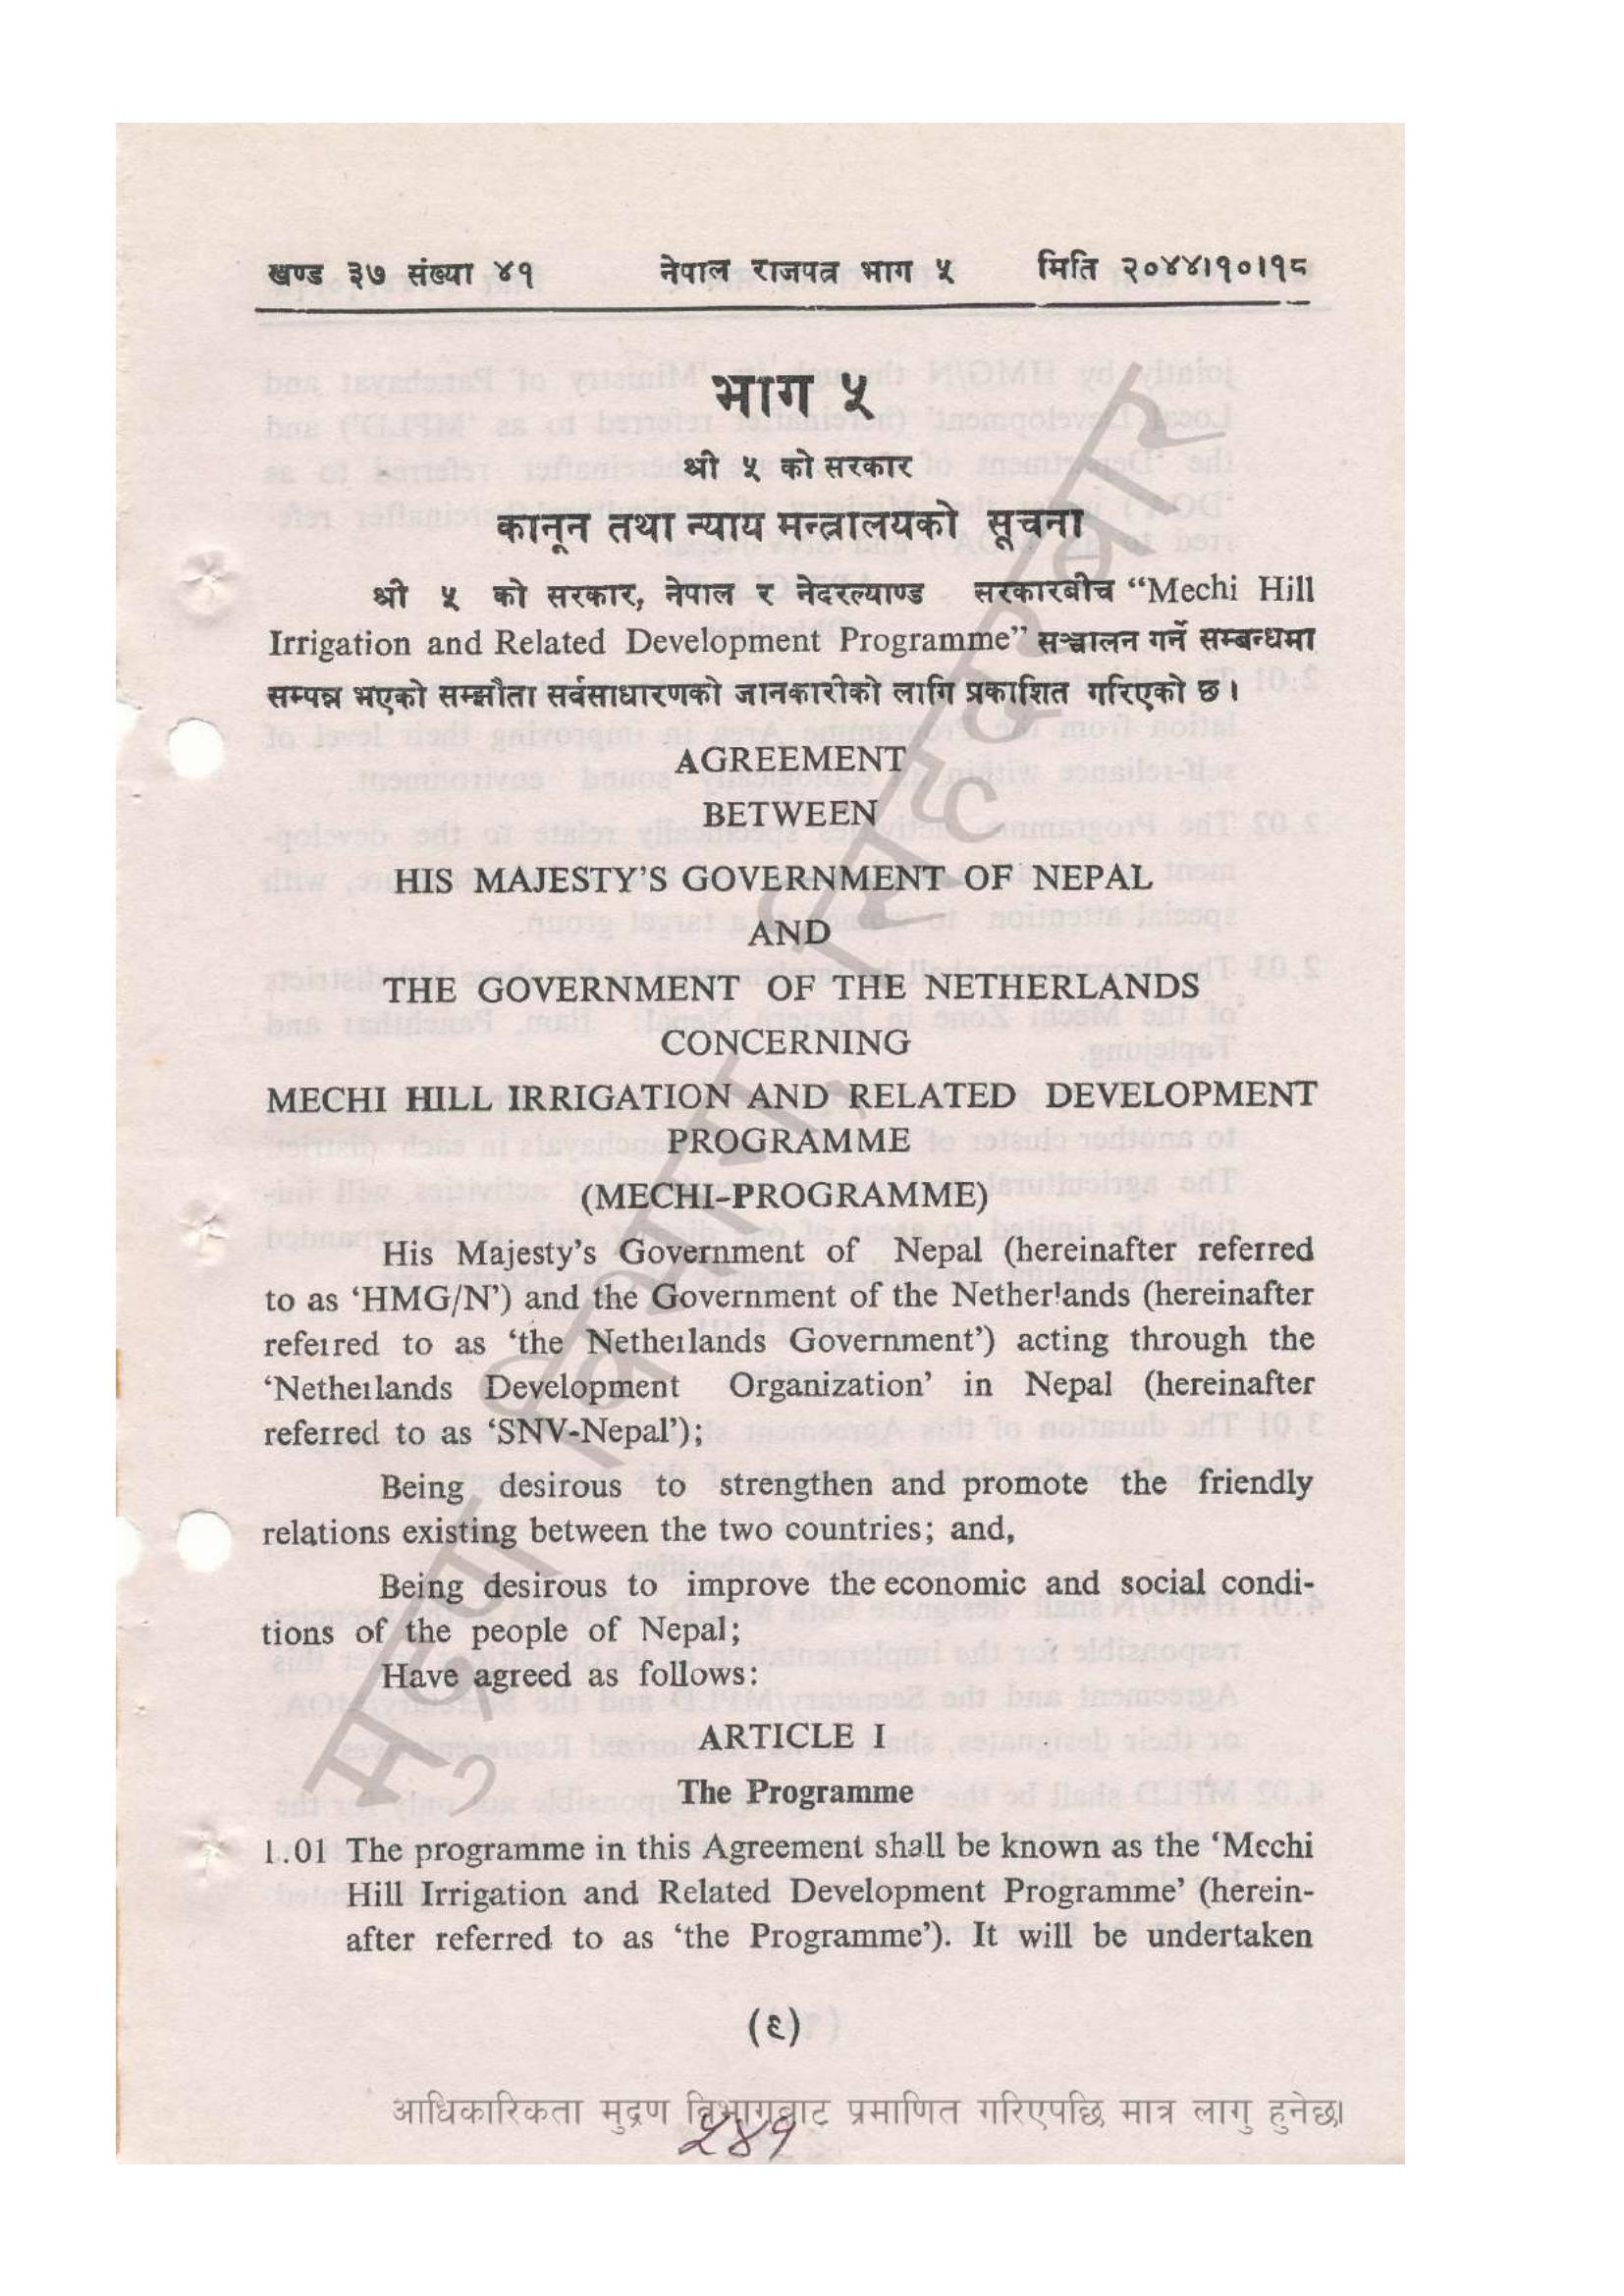 खण्ड ३७ संख्या ४१ नेपाल राजपत्र भाग ५ मिति २०४४।१०।१८
भाग ५
श्री ५ को सरकार
कानून तथा न्याय मन्त्रालयको सूचना
श्री ५ को सरकार, नेपाल र नेदरल्याण्ड सरकारबीच “Mechi Hill
Irrigation and Related Development Programme” सञ्चालन गर्ने सम्बन्धमा
सम्पन्न भएको सम्झौता सर्वसाधारणको जानकारीको लागि प्रकाशित गरिएको छ।
AGREEMENT
BETWEEN
HIS MAJESTY’S GOVERNMENT OF NEPAL
AND
THE GOVERNMENT OF THE NETHERLANDS
CONCERNING
MECHI HILL IRRIGATION AND RELATED DEVELOPMENT
PROGRAMME
(MECHI-PROGRAMME)
His Majesty’s Government of Nepal (hereinafter referred
to as ‘HMG/N’) and the Government of the Netherlands (hereinafter
referred to as ‘the Netherlands Government’) acting through the
‘Netherlands Development Organization’ in Nepal (hereinafter
referred to as ‘SNV-Nepal’);
Being desirous to strengthen and promote the friendly
relations existing between the two countries; and,
Being desirous to improve the economic and social condi-
tions of the people of Nepal;
Have agreed as follows:
ARTICLE I
The Programme
1.01 The programme in this Agreement shall be known as the ‘Mechi
Hill Irrigation and Related Development Programme’ (herein-
after referred to as ‘the Programme’). It will be undertaken
(९)
आधिकारिकता मुद्रण विभागबाट प्रमाणित गरिएपछि मात्र लागु हुनेछ।
५४१
मुद्रण विभाग, सिंहदरबार